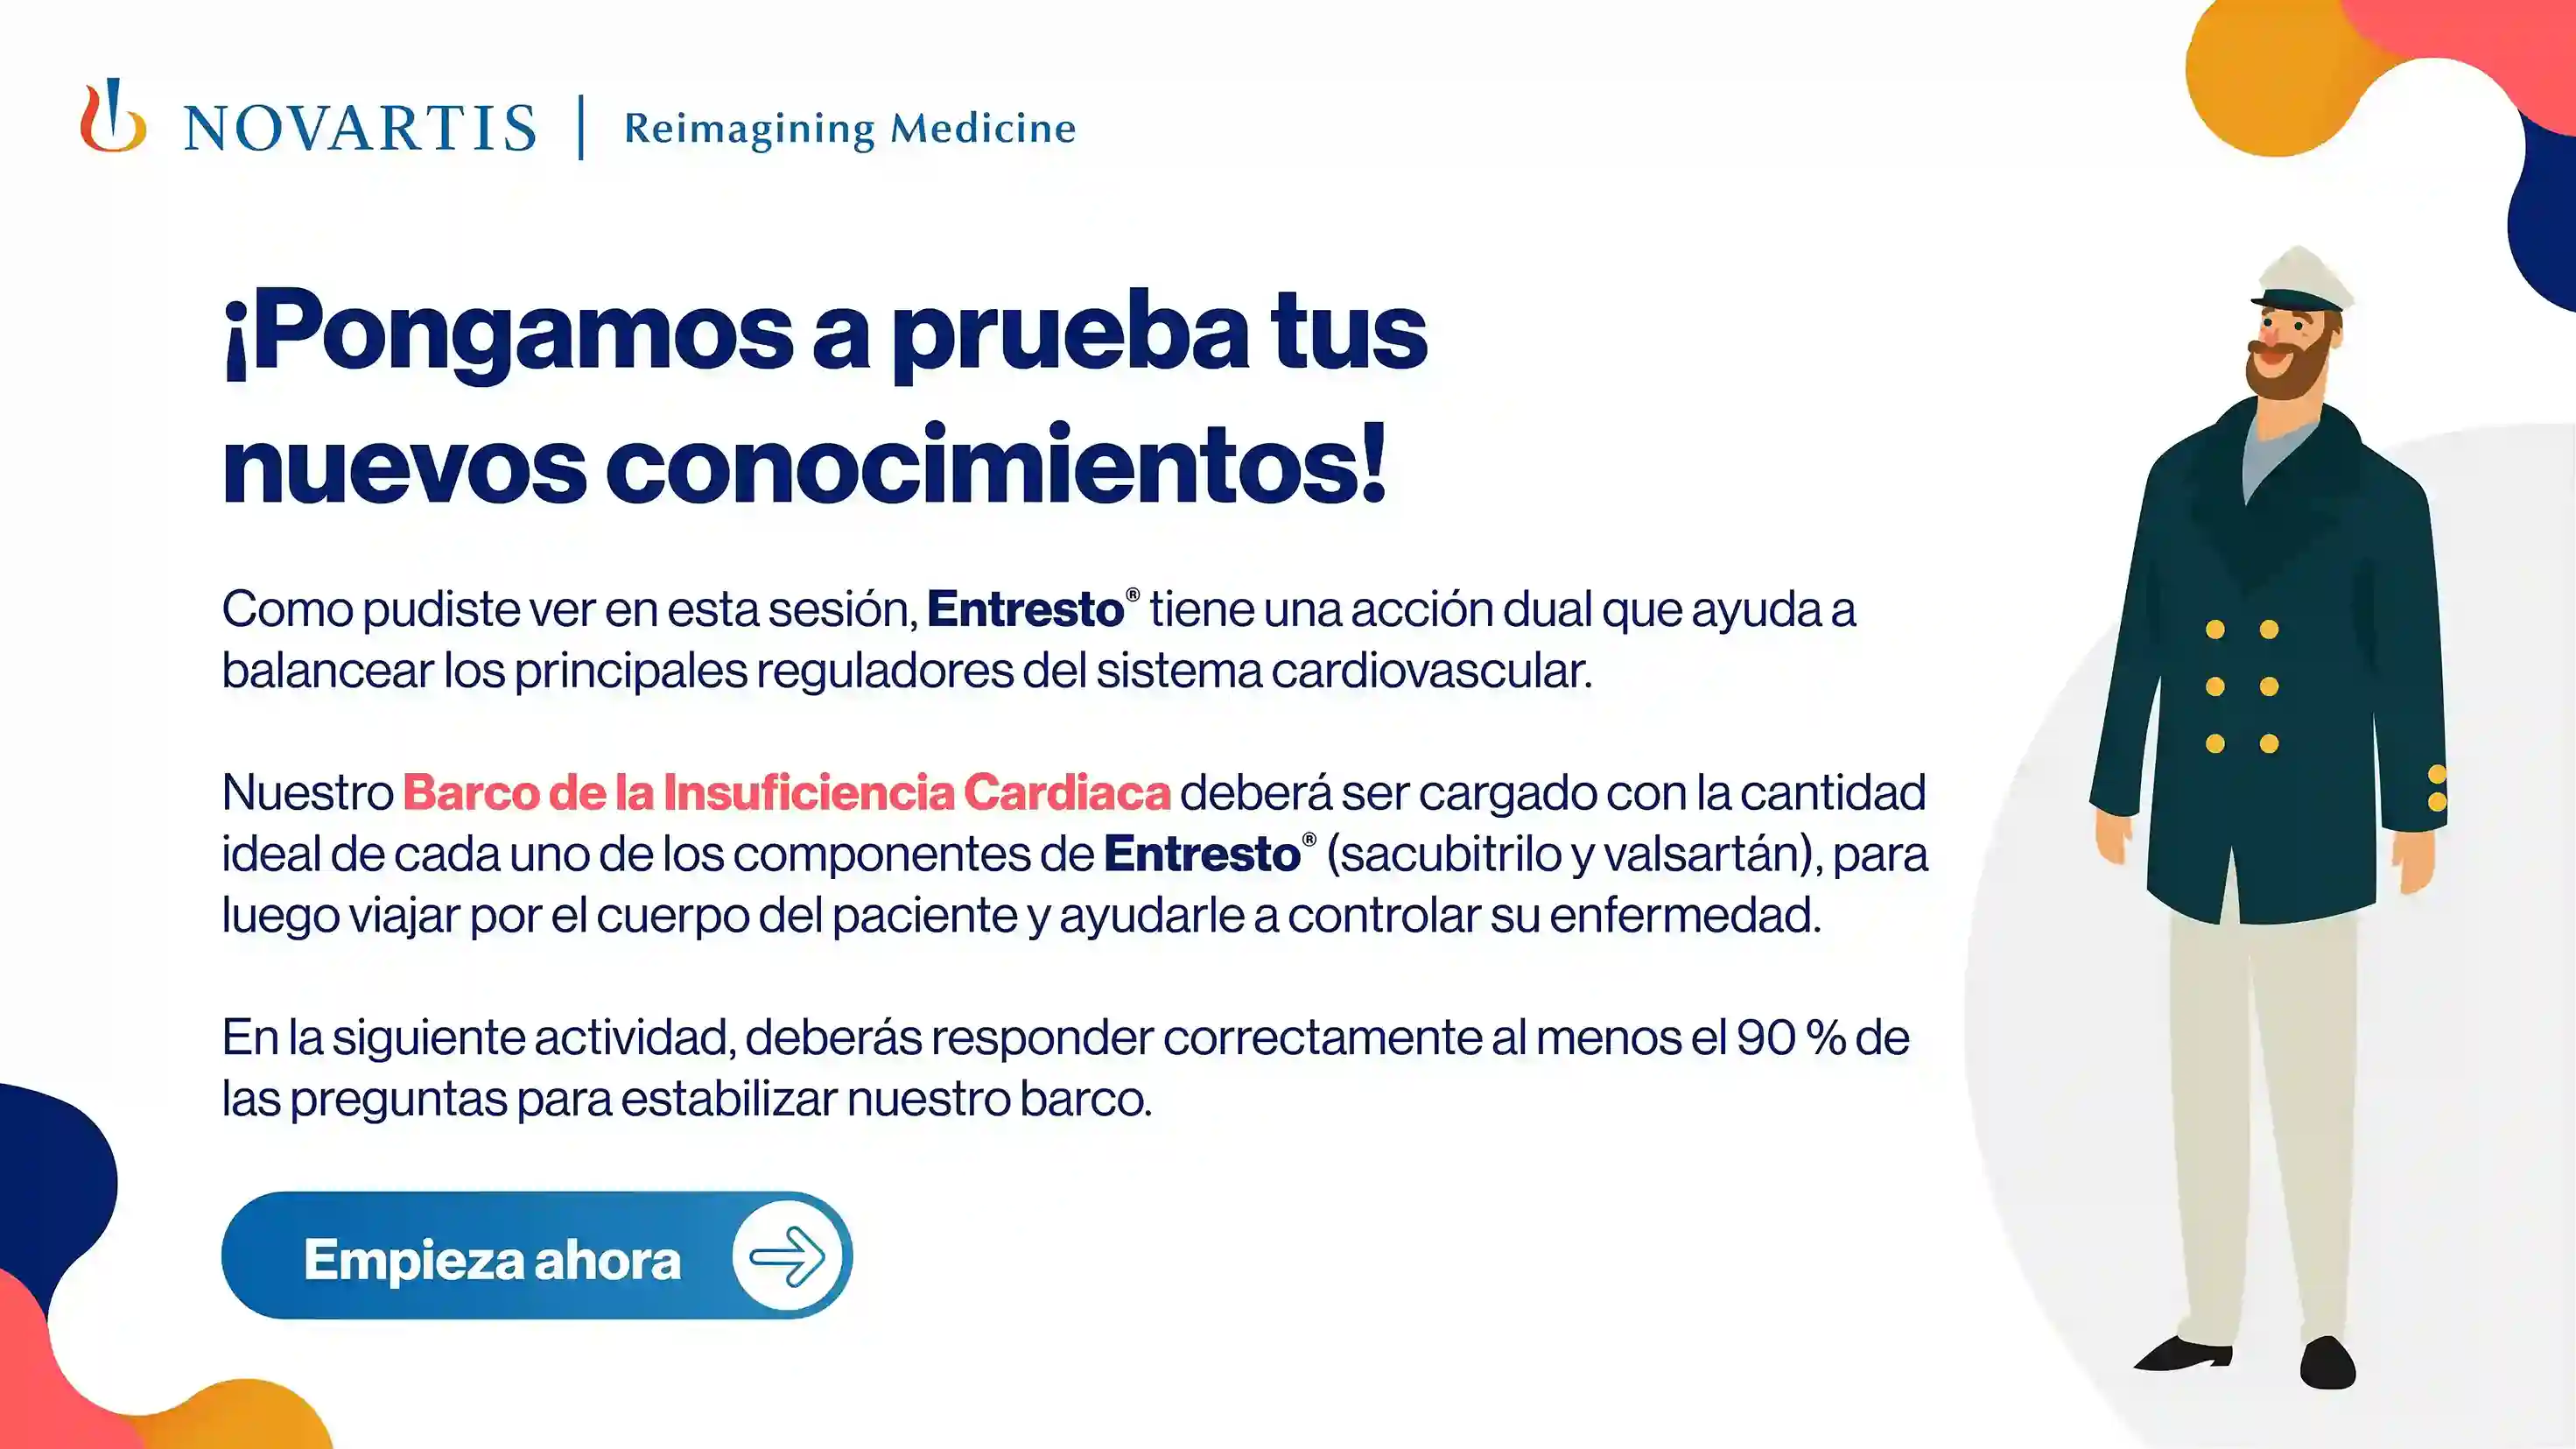 NOVARTIS | Reimagining Medicine
¡Pongamos a prueba tus
nuevos conocimientos!
Como pudiste ver en esta sesión, Entresto® tiene una acción dual que ayuda a
balancear los principales reguladores del sistema cardiovascular.
Nuestro Barco de la Insuficiencia Cardiaca deberá ser cargado con la cantidad
ideal de cada uno de los componentes de Entresto® (sacubitrilo y valsartán), para
luego viajar por el cuerpo del paciente y ayudarle a controlar su enfermedad.
En la siguiente actividad, deberás responder correctamente al menos el 90 % de
las preguntas para estabilizar nuestro barco.
Empieza ahora